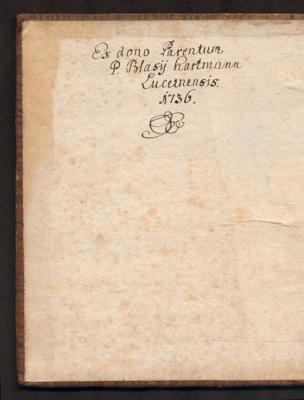 Ex dono Parentum
P. Blasij Hartmann
Lucernensis.
1736.